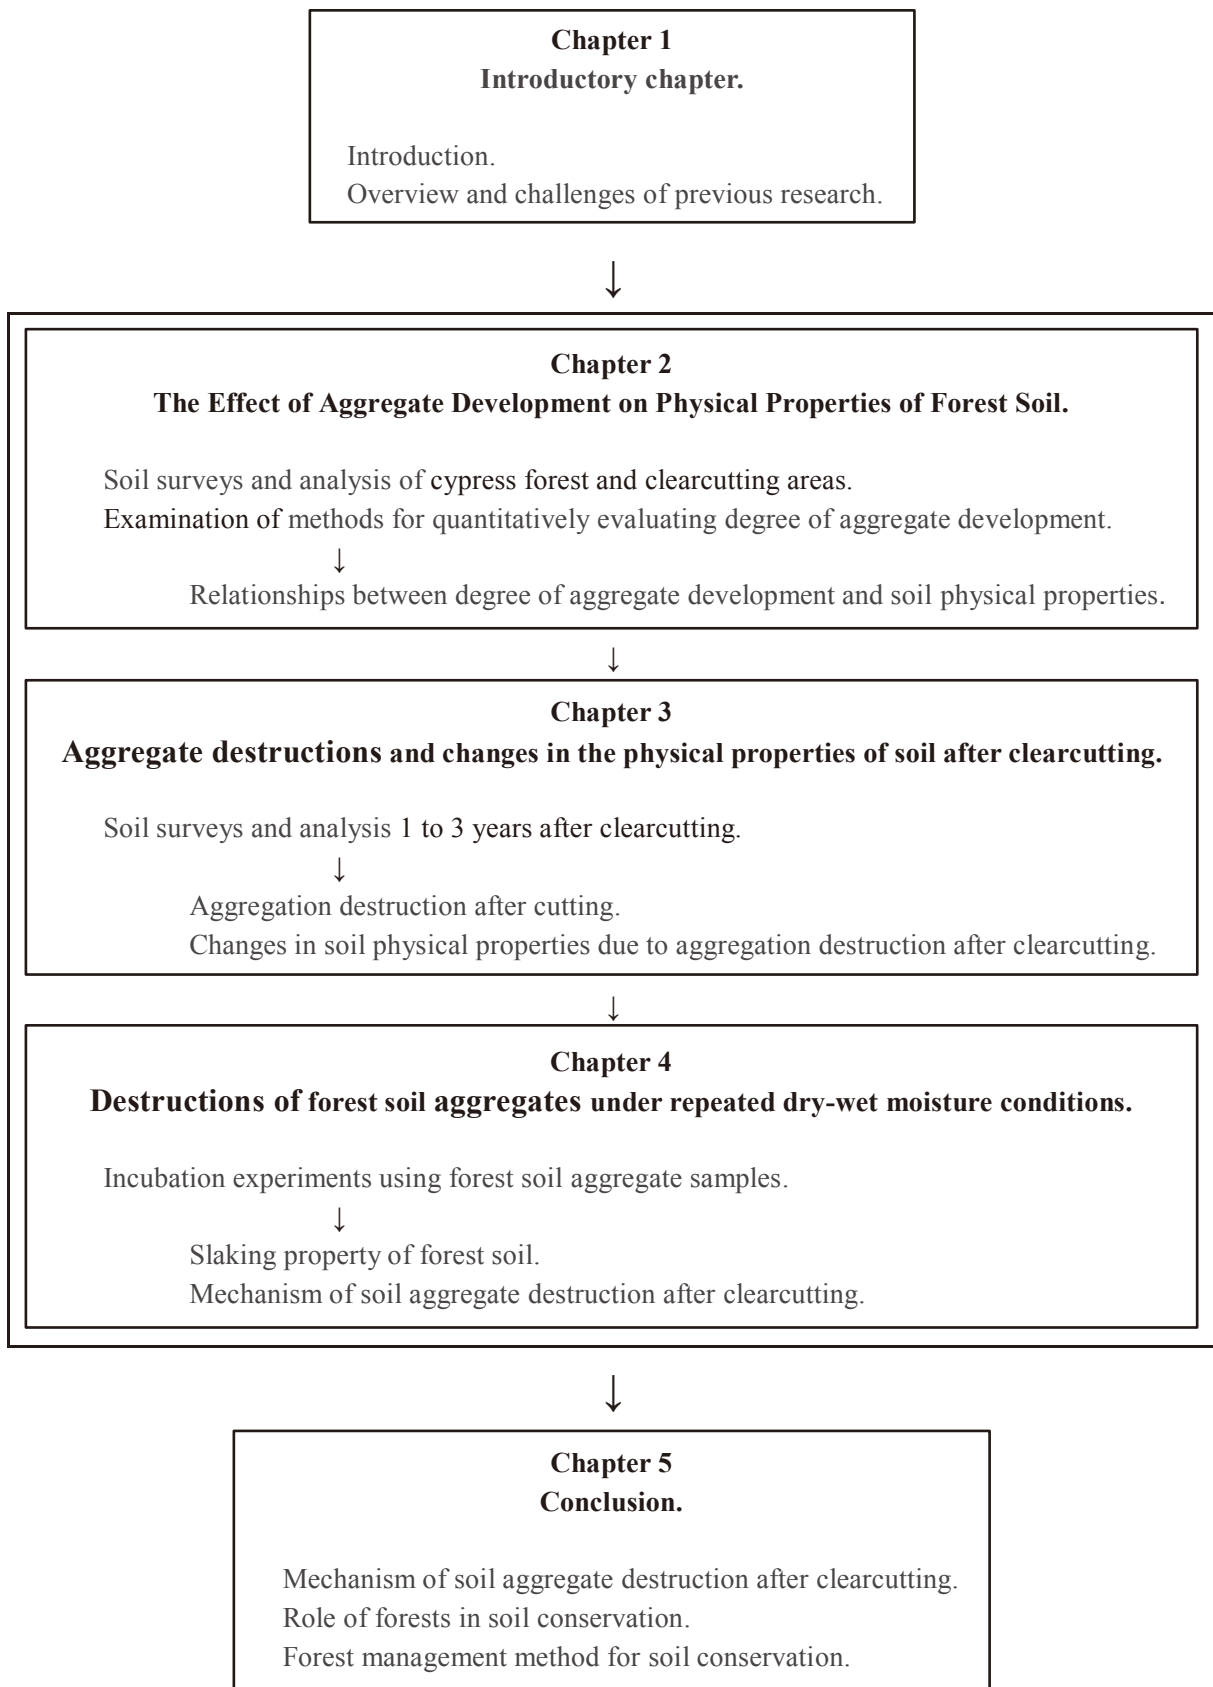 Chapter 1
Introductory chapter.
Introduction.
Overview and challenges of previous research.
↓
Chapter 2
The Effect of Aggregate Development on Physical Properties of Forest Soil.
Soil surveys and analysis of cypress forest and clearcutting areas.
Examination of methods for quantitatively evaluating degree of aggregate development.
↓
Relationships between degree of aggregate development and soil physical properties.
↓
Chapter 3
Aggregate destructions and changes in the physical properties of soil after clearcutting.
Soil surveys and analysis 1 to 3 years after clearcutting.
↓
Aggregation destruction after cutting.
Changes in soil physical properties due to aggregation destruction after clearcutting.
↓
Chapter 4
Destructions of forest soil aggregates under repeated dry-wet moisture conditions.
Incubation experiments using forest soil aggregate samples.
↓
Slaking property of forest soil.
Mechanism of soil aggregate destruction after clearcutting.
↓
Chapter 5
Conclusion.
Mechanism of soil aggregate destruction after clearcutting.
Role of forests in soil conservation.
Forest management method for soil conservation.